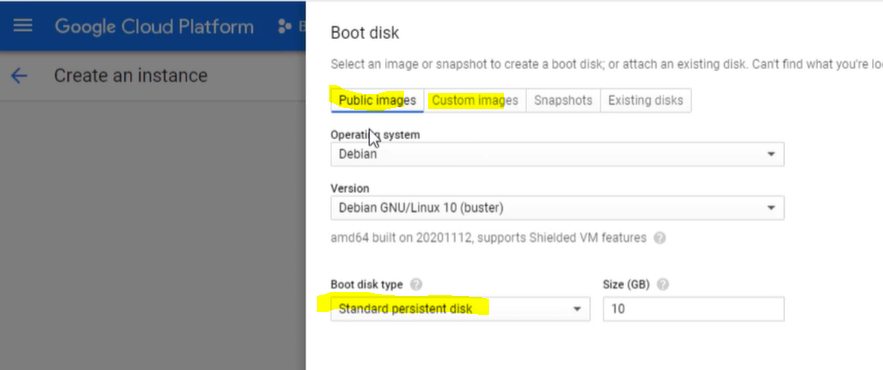 Google Cloud Platform
B
Create an instance
Boot disk
Select an image or snapshot to create a boot disk; or attach an existing disk. Can't find what you're lo
Public images Custom images Snapshots Existing disks
Operating system
Debian
Version
Debian GNU/Linux 10 (buster)
amd64 built on 20201112, supports Shielded VM features ?
Boot disk type ? Size (GB) ?
Standard persistent disk 10